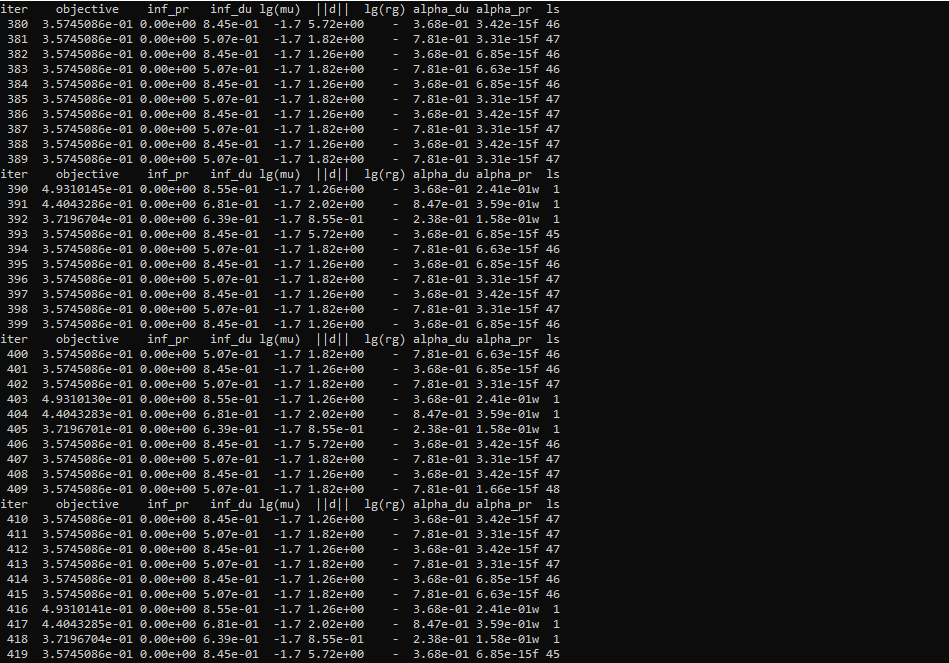 iter    objective    inf_pr   inf_du lg(mu)  ||d||  lg(rg) alpha_du alpha_pr  ls
 380  3.5745086e-01 0.00e+00 8.45e-01  -1.7 5.72e+00    -  3.68e-01 3.42e-15f 46
 381  3.5745086e-01 0.00e+00 5.07e-01  -1.7 1.82e+00    -  7.81e-01 3.31e-15f 47
 382  3.5745086e-01 0.00e+00 8.45e-01  -1.7 1.26e+00    -  3.68e-01 6.85e-15f 46
 383  3.5745086e-01 0.00e+00 5.07e-01  -1.7 1.82e+00    -  7.81e-01 6.63e-15f 46
 384  3.5745086e-01 0.00e+00 8.45e-01  -1.7 1.26e+00    -  3.68e-01 6.85e-15f 46
 385  3.5745086e-01 0.00e+00 5.07e-01  -1.7 1.82e+00    -  7.81e-01 3.31e-15f 47
 386  3.5745086e-01 0.00e+00 8.45e-01  -1.7 1.26e+00    -  3.68e-01 3.42e-15f 47
 387  3.5745086e-01 0.00e+00 5.07e-01  -1.7 1.82e+00    -  7.81e-01 3.31e-15f 47
 388  3.5745086e-01 0.00e+00 8.45e-01  -1.7 1.26e+00    -  3.68e-01 3.42e-15f 47
 389  3.5745086e-01 0.00e+00 5.07e-01  -1.7 1.82e+00    -  7.81e-01 3.31e-15f 47
iter    objective    inf_pr   inf_du lg(mu)  ||d||  lg(rg) alpha_du alpha_pr  ls
 390  4.9310145e-01 0.00e+00 8.55e-01  -1.7 1.26e+00    -  3.68e-01 2.41e-01w  1
 391  4.4043286e-01 0.00e+00 6.81e-01  -1.7 2.02e+00    -  8.47e-01 3.59e-01w  1
 392  3.7196704e-01 0.00e+00 6.39e-01  -1.7 8.55e-01    -  2.38e-01 1.58e-01w  1
 393  3.5745086e-01 0.00e+00 8.45e-01  -1.7 5.72e+00    -  3.68e-01 6.85e-15f 45
 394  3.5745086e-01 0.00e+00 5.07e-01  -1.7 1.82e+00    -  7.81e-01 6.63e-15f 46
 395  3.5745086e-01 0.00e+00 8.45e-01  -1.7 1.26e+00    -  3.68e-01 6.85e-15f 46
 396  3.5745086e-01 0.00e+00 5.07e-01  -1.7 1.82e+00    -  7.81e-01 3.31e-15f 47
 397  3.5745086e-01 0.00e+00 8.45e-01  -1.7 1.26e+00    -  3.68e-01 3.42e-15f 47
 398  3.5745086e-01 0.00e+00 5.07e-01  -1.7 1.82e+00    -  7.81e-01 3.31e-15f 47
 399  3.5745086e-01 0.00e+00 8.45e-01  -1.7 1.26e+00    -  3.68e-01 6.85e-15f 46
iter    objective    inf_pr   inf_du lg(mu)  ||d||  lg(rg) alpha_du alpha_pr  ls
 400  3.5745086e-01 0.00e+00 5.07e-01  -1.7 1.82e+00    -  7.81e-01 6.63e-15f 46
 401  3.5745086e-01 0.00e+00 8.45e-01  -1.7 1.26e+00    -  3.68e-01 6.85e-15f 46
 402  3.5745086e-01 0.00e+00 5.07e-01  -1.7 1.82e+00    -  7.81e-01 3.31e-15f 47
 403  4.9310130e-01 0.00e+00 8.55e-01  -1.7 1.26e+00    -  3.68e-01 2.41e-01w  1
 404  4.4043283e-01 0.00e+00 6.81e-01  -1.7 2.02e+00    -  8.47e-01 3.59e-01w  1
 405  3.7196701e-01 0.00e+00 6.39e-01  -1.7 8.55e-01    -  2.38e-01 1.58e-01w  1
 406  3.5745086e-01 0.00e+00 8.45e-01  -1.7 5.72e+00    -  3.68e-01 3.42e-15f 46
 407  3.5745086e-01 0.00e+00 5.07e-01  -1.7 1.82e+00    -  7.81e-01 3.31e-15f 47
 408  3.5745086e-01 0.00e+00 8.45e-01  -1.7 1.26e+00    -  3.68e-01 3.42e-15f 47
 409  3.5745086e-01 0.00e+00 5.07e-01  -1.7 1.82e+00    -  7.81e-01 1.66e-15f 48
iter    objective    inf_pr   inf_du lg(mu)  ||d||  lg(rg) alpha_du alpha_pr  ls
 410  3.5745086e-01 0.00e+00 8.45e-01  -1.7 1.26e+00    -  3.68e-01 3.42e-15f 47
 411  3.5745086e-01 0.00e+00 5.07e-01  -1.7 1.82e+00    -  7.81e-01 3.31e-15f 47
 412  3.5745086e-01 0.00e+00 8.45e-01  -1.7 1.26e+00    -  3.68e-01 3.42e-15f 47
 413  3.5745086e-01 0.00e+00 5.07e-01  -1.7 1.82e+00    -  7.81e-01 3.31e-15f 47
 414  3.5745086e-01 0.00e+00 8.45e-01  -1.7 1.26e+00    -  3.68e-01 6.85e-15f 46
 415  3.5745086e-01 0.00e+00 5.07e-01  -1.7 1.82e+00    -  7.81e-01 6.63e-15f 46
 416  4.9310141e-01 0.00e+00 8.55e-01  -1.7 1.26e+00    -  3.68e-01 2.41e-01w  1
 417  4.4043285e-01 0.00e+00 6.81e-01  -1.7 2.02e+00    -  8.47e-01 3.59e-01w  1
 418  3.7196704e-01 0.00e+00 6.39e-01  -1.7 8.55e-01    -  2.38e-01 1.58e-01w  1
 419  3.5745086e-01 0.00e+00 8.45e-01  -1.7 5.72e+00    -  3.68e-01 6.85e-15f 45